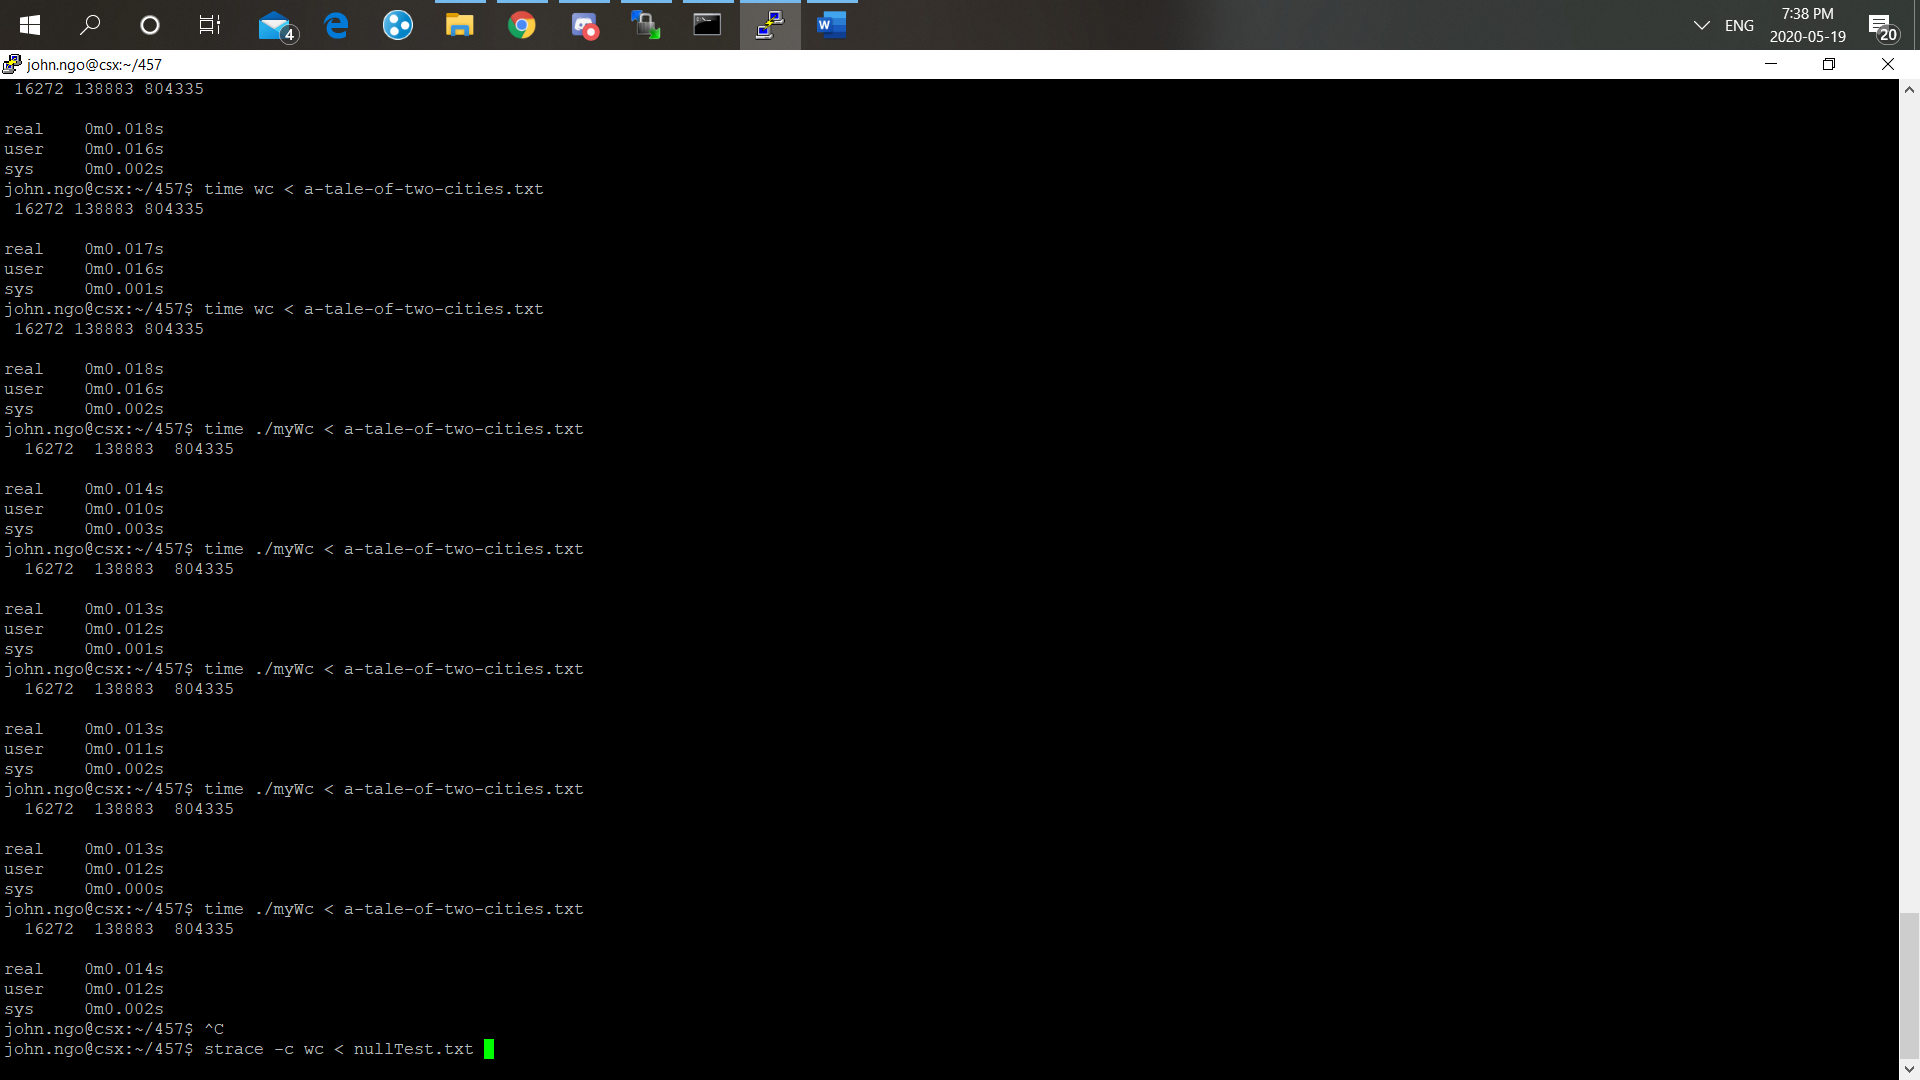 4
W
ENG
7:38 PM
2020-05-19
20
john.ngo@csx:~/457
 16272 138883 804335

real    0m0.018s
user    0m0.016s
sys     0m0.002s
john.ngo@csx:~/457$ time wc < a-tale-of-two-cities.txt
 16272 138883 804335

real    0m0.017s
user    0m0.016s
sys     0m0.001s
john.ngo@csx:~/457$ time wc < a-tale-of-two-cities.txt
 16272 138883 804335

real    0m0.018s
user    0m0.016s
sys     0m0.002s
john.ngo@csx:~/457$ time ./myWc < a-tale-of-two-cities.txt
  16272  138883  804335

real    0m0.014s
user    0m0.010s
sys     0m0.003s
john.ngo@csx:~/457$ time ./myWc < a-tale-of-two-cities.txt
  16272  138883  804335

real    0m0.013s
user    0m0.012s
sys     0m0.001s
john.ngo@csx:~/457$ time ./myWc < a-tale-of-two-cities.txt
  16272  138883  804335

real    0m0.013s
user    0m0.011s
sys     0m0.002s
john.ngo@csx:~/457$ time ./myWc < a-tale-of-two-cities.txt
  16272  138883  804335

real    0m0.013s
user    0m0.012s
sys     0m0.000s
john.ngo@csx:~/457$ time ./myWc < a-tale-of-two-cities.txt
  16272  138883  804335

real    0m0.014s
user    0m0.012s
sys     0m0.002s
john.ngo@csx:~/457$ ^C
john.ngo@csx:~/457$ strace -c wc < nullTest.txt